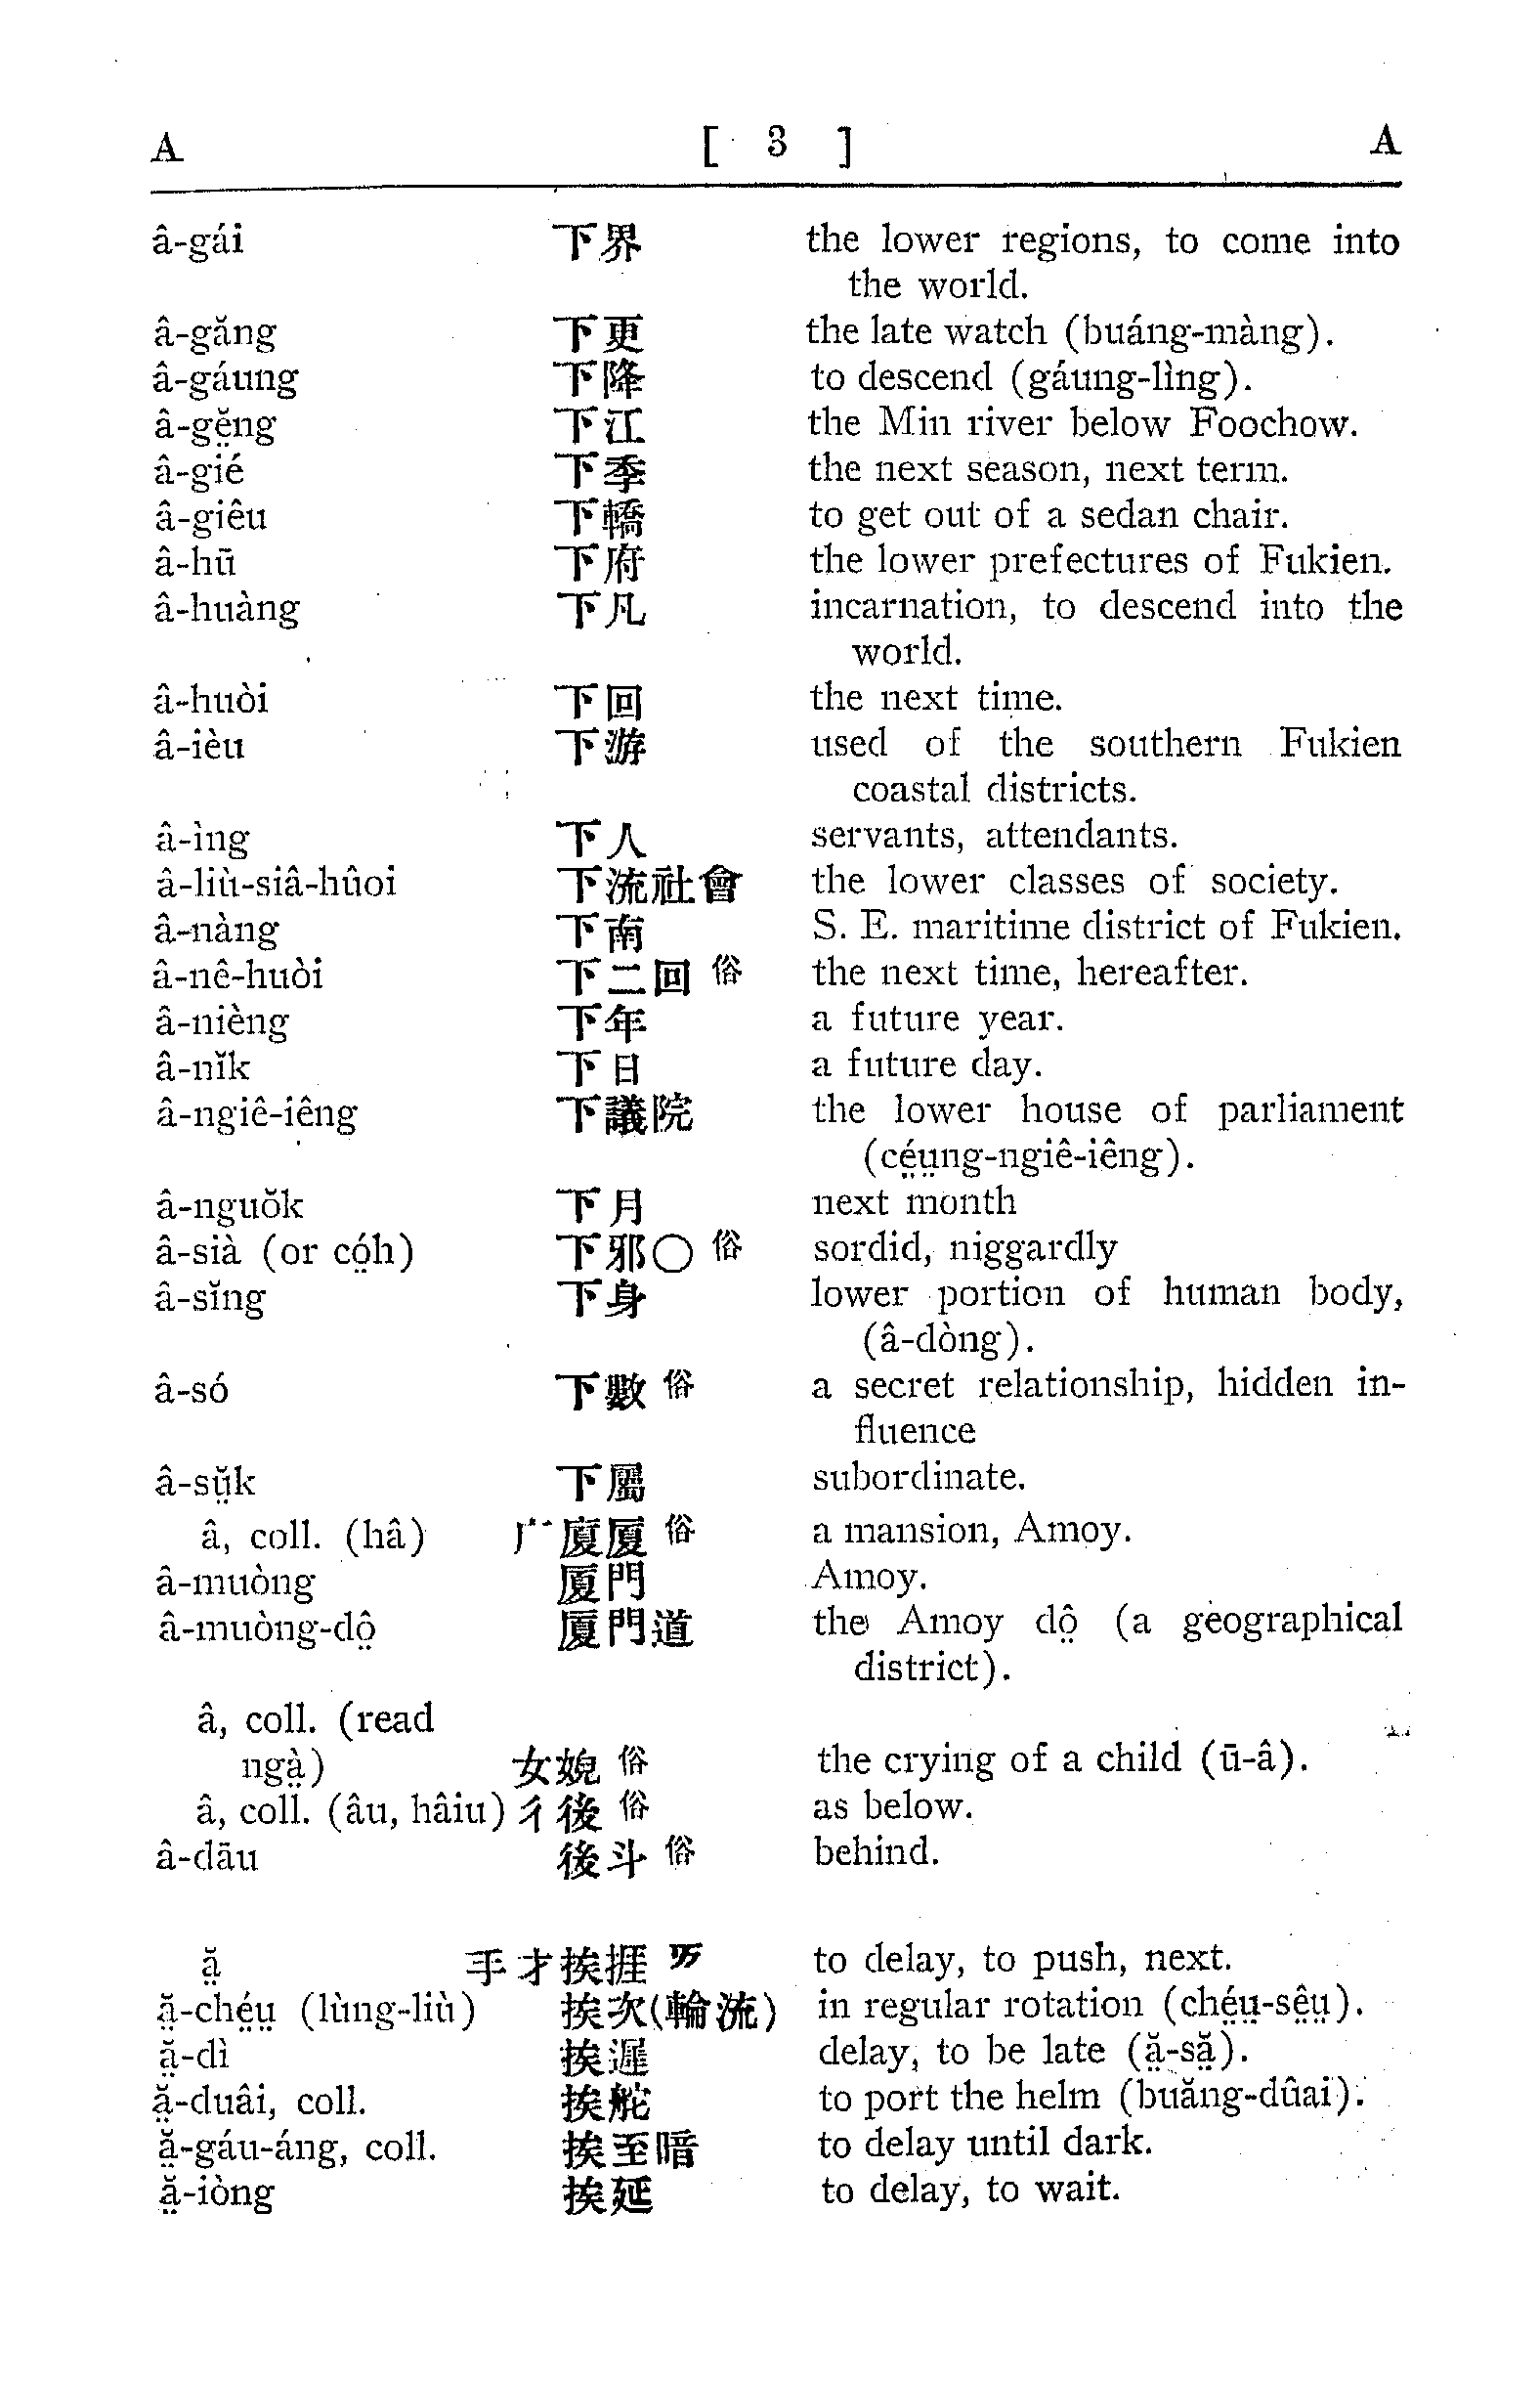 A [ 3 ] A
â-gái 下界 the lower regions, to come into
the world.
â-găng 下更 the late watch (buáng-màng).
â-gáung 下降 to descend (gáung-lìng).
â-gĕ̤ng 下江 the Min river below Foochow.
â-gié 下季 the next season, next term.
â-giêu 下轎 to get out of a sedan chair.
â-hū 下府 the lower prefectures of Fukien.
â-huàng 下凡 incarnation, to descend into the
world.
â-huòi 下回 the next time.
â-ièu 下游 used of the southern Fukien
coastal districts.
â-ìng 下人 servants, attendants.
â-liù-siâ-hûoi 下流社會 the lower classes of society.
â-nàng 下南 S. E. maritime district of Fukien.
â-nê-huòi 下二回 俗 the next time, hereafter.
â-nièng 下年 a future year.
â-nĭk 下日 a future day.
â-ngiê-iêng 下議院 the lower house of parliament
(cé̤ṳng-ngiê-iêng).
â-nguŏk 下月 next month
â-sià (or có̤h) 下邪〇 俗 sordid, niggardly
â-sĭng 下身 lower portion of human body,
(â-dòng).
â-só 下數 俗 a secret relationship, hidden in-
fluence
â-sṳ̆k 下屬 subordinate.
â, coll. (hâ) 广廈厦 俗 a mansion, Amoy.
â-muòng 厦門 Amoy.
â-muòng-dô̤ 厦門道 the Amoy dô̤ (a geographical
district).
â, coll. (read
ngà̤) 女婗 俗 the crying of a child (ū-â).
â, coll. (âu, hâiu) 彳後 俗 as below.
â-dāu 後斗 俗 behind.
ă̤ 手才挨捱 to delay, to push, next.
ă̤-ché̤ṳ (lùng-liù) 挨次(輪流) in regular rotation (ché̤ṳ-sê̤ṳ).
ă̤-dì 挨遲 delay, to be late (ă̤-să̤).
ă̤-duâi, coll. 挨舵 to port the helm (buăng-dûai).
ă̤-gáu-áng, coll. 挨至暗 to delay until dark.
ă̤-iòng 挨延 to delay, to wait.